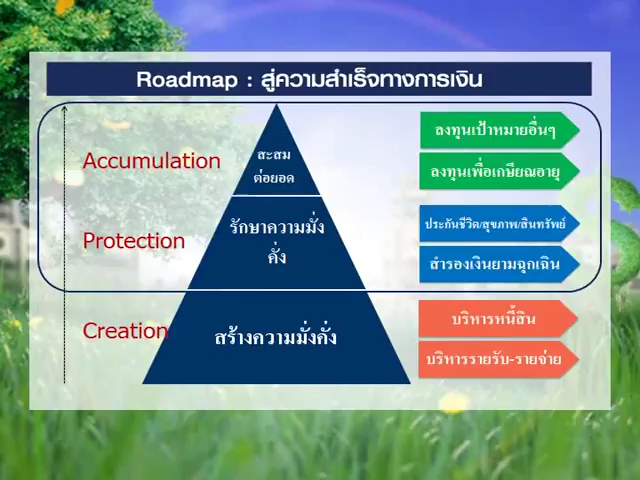 Roadmap : สู่ความสำเร็จทางการเงิน
Accumulation
สะสม
ต่อยอด
ลงทุนเป้าหมายอื่นๆ
ลงทุนเพื่อเกษียณอายุ
Protection
รักษาความมั่ง
คั่ง
ประกันชีวิต/สุขภาพ/สินทรัพย์
สำรองเงินยามฉุกเฉิน
Creation
สร้างความมั่งคั่ง
บริหารหนี้สิน
บริหารรายรับ-รายจ่าย